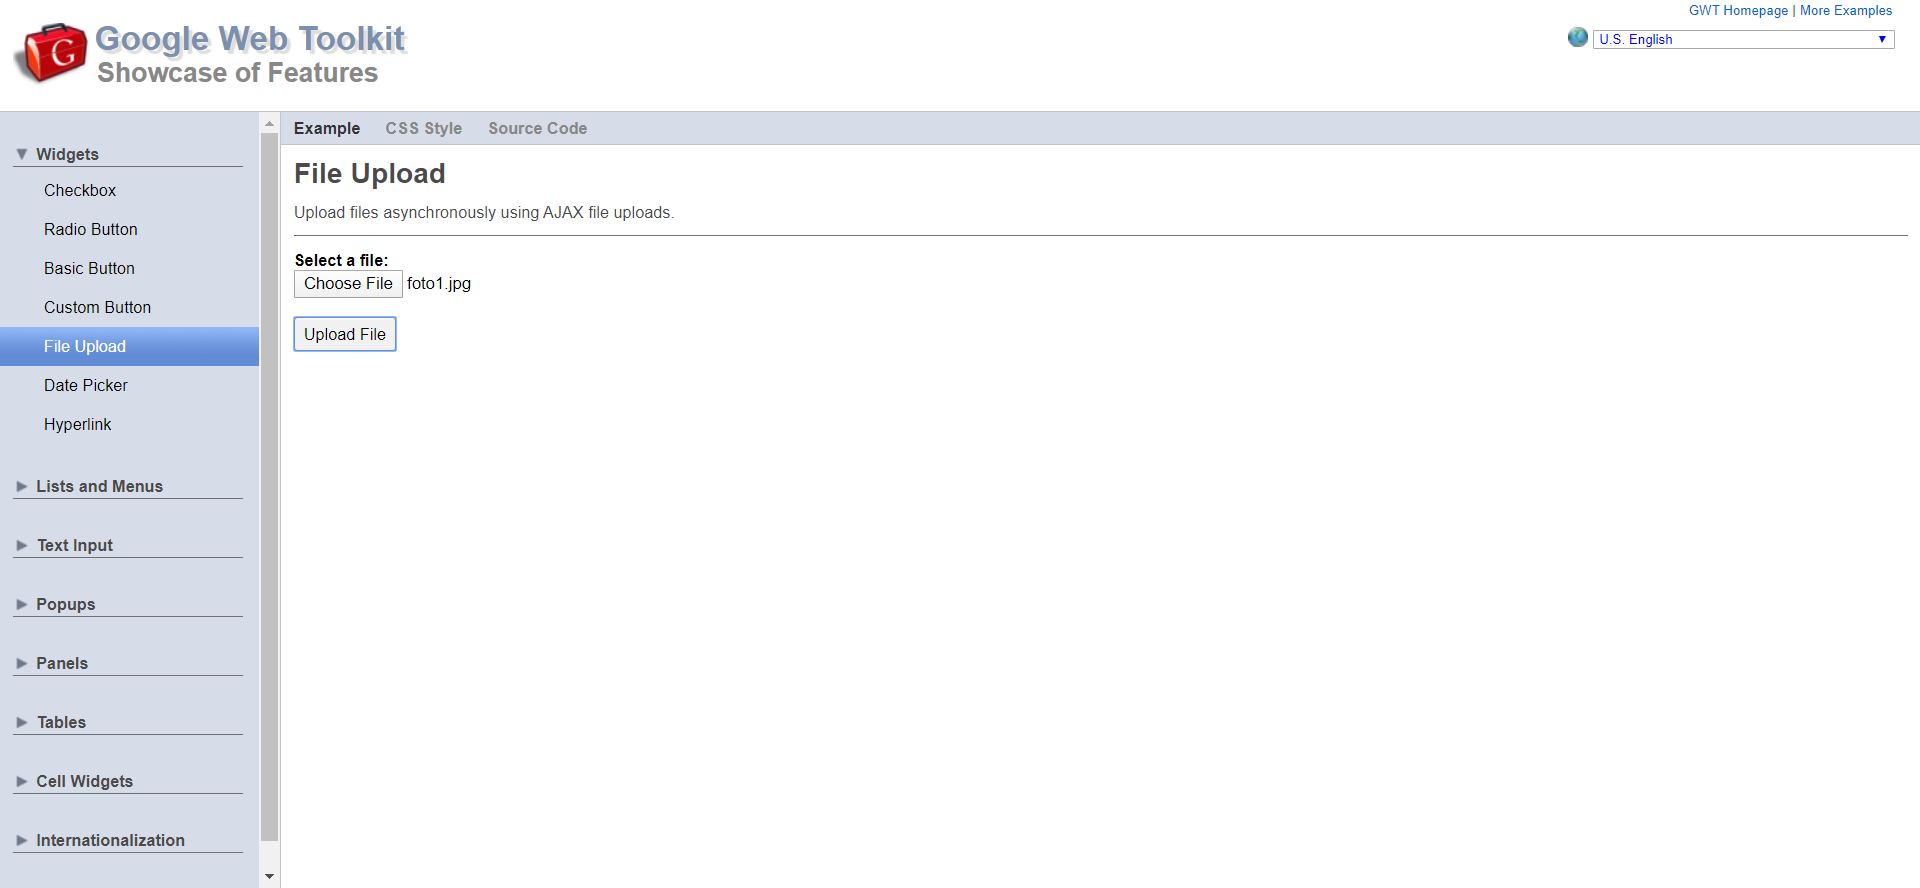 GWT Homepage | More Examples
Google Web Toolkit
Showcase of Features
G
U.S. English
Widgets
Checkbox
Radio Button
Basic Button
Custom Button
File Upload
Date Picker
Hyperlink
Lists and Menus
Text Input
Popups
Panels
Tables
Cell Widgets
Internationalization
Example CSS Style Source Code
File Upload
Upload files asynchronously using AJAX file uploads.
Select a file:
Choose File foto1.jpg
Upload File